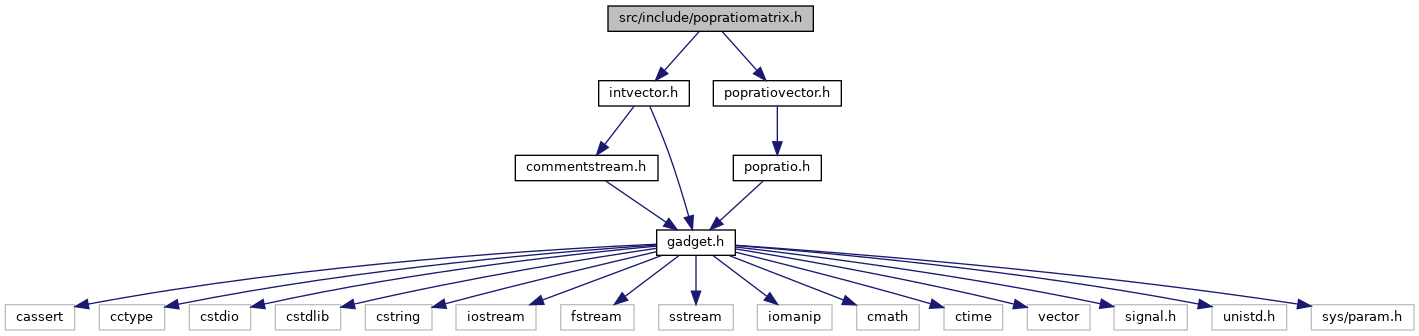 src/include/popratiomatrix.h
intvector.h
popratiovector.h
commentstream.h
popratio.h
gadget.h
cassert
cctype
cstdio
cstdlib
cstring
iostream
fstream
sstream
iomanip
cmath
ctime
vector
signal.h
unistd.h
sys/param.h